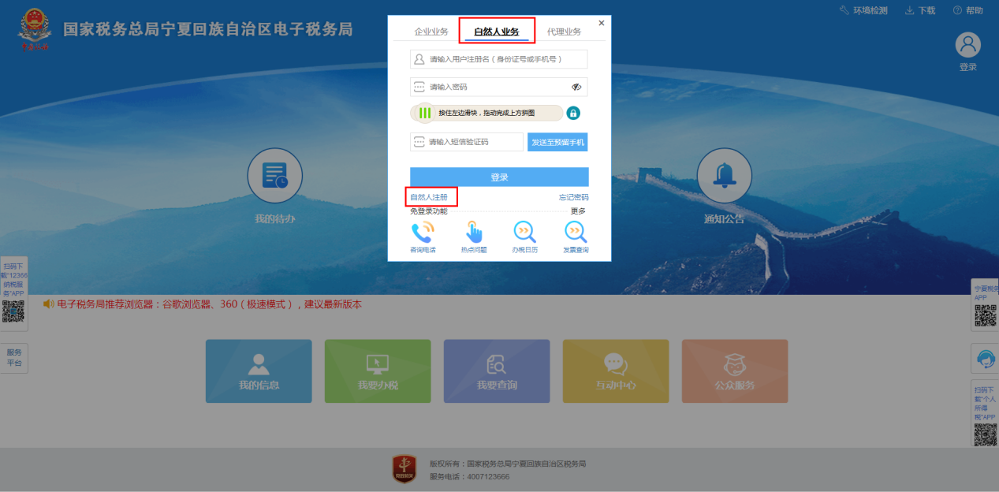 环境检测
下载
帮助
国家税务总局宁夏回族自治区电子税务局
登录
企业业务
自然人业务
代理业务
请输入用户注册名（身份证号或手机号）
请输入密码
按住左边滑块，拖动完成上方拼图
请输入短信验证码
发送至预留手机
登录
自然人注册
忘记密码
免登录功能
更多
咨询电话
热点问题
办税日历
发票查询
我的待办
通知公告
扫码下
载"12366
纳税服
务"APP
服务
平台
宁夏税务
APP
扫码下
载"个人
所得
税"APP
电子税务局推荐浏览器：谷歌浏览器、360（极速模式），建议最新版本
我的信息
我要办税
我要查询
互动中心
公众服务
党政机关
版权所有：国家税务总局宁夏回族自治区税务局
服务电话：4007123666